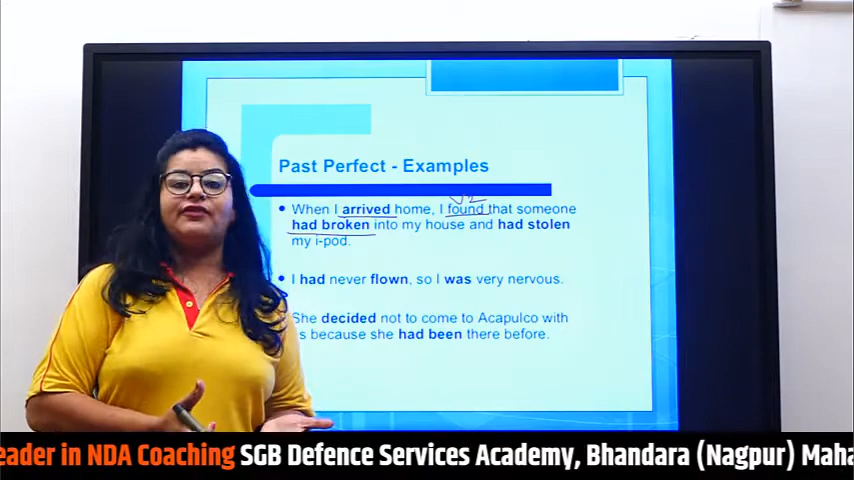 Past Perfect - Examples
V2
• When I arrived home, I found that someone
had broken into my house and had stolen
my i-pod.
• I had never flown, so I was very nervous.
She decided not to come to Acapulco with
s because she had been there before.
eader in NDA Coaching SGB Defence Services Academy, Bhandara (Nagpur) Maha